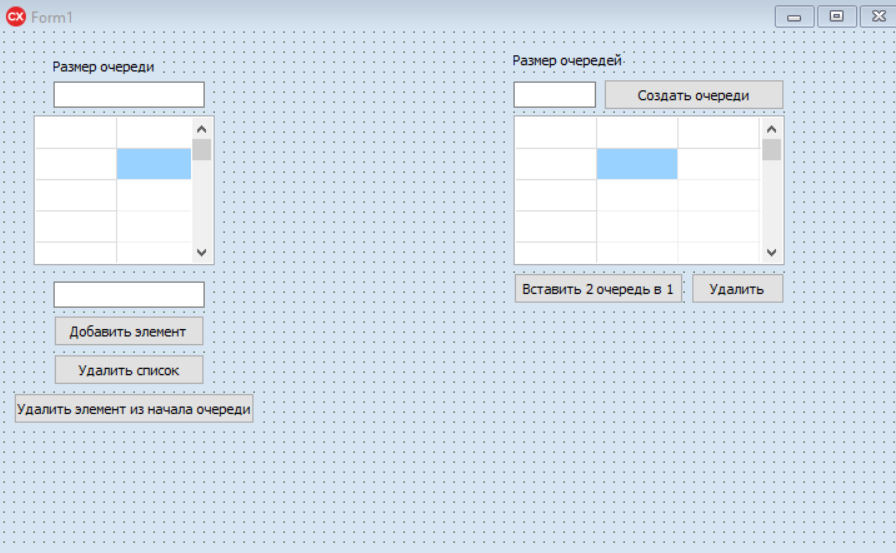 CX Form1
Размер очереди
Размер очередей
Создать очереди
Вставить 2 очередь в 1
Удалить
Добавить элемент
Удалить список
Удалить элемент из начала очереди